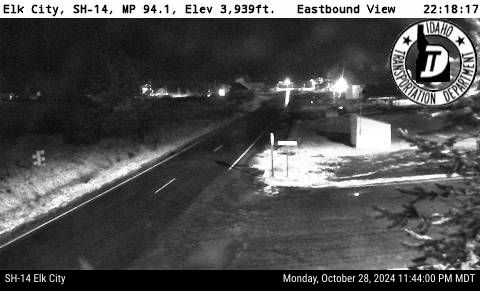 Elk City, SH-14, MP 94.1, Elev 3,939ft. Eastbound View 22:18:17
IDAHO
TRANSPORTATION DEPARTMENT
SH-14 Elk City Monday, October 28, 2024 11:44:00 PM MDT